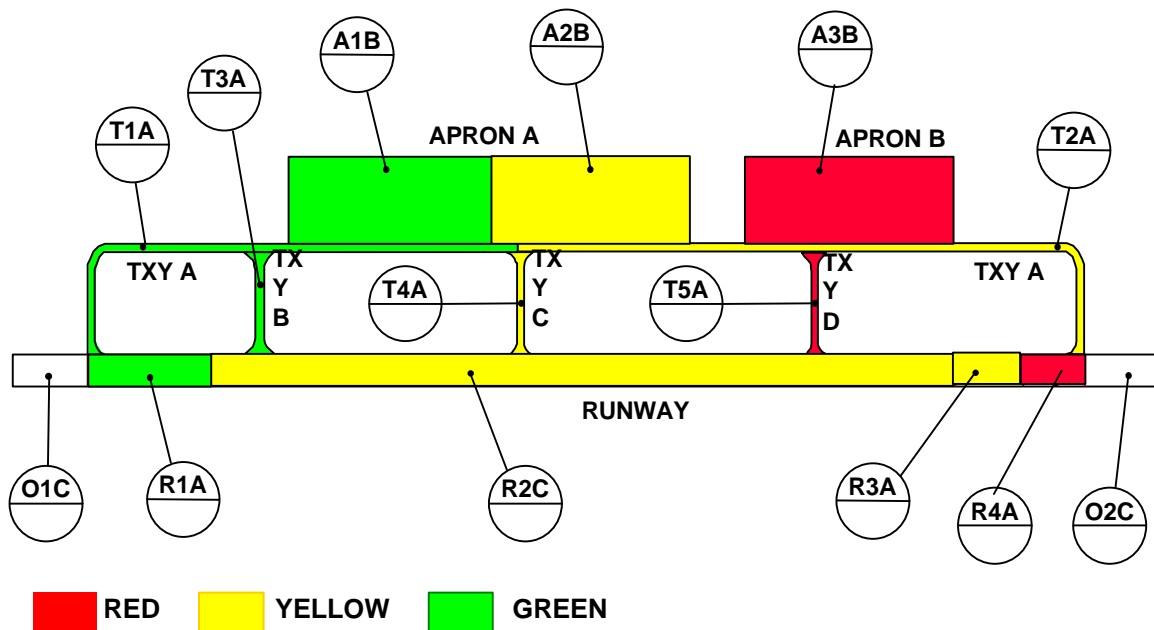 A1B
A2B
A3B
T3A
T1A
APRON A
APRON B
T2A
TXY A
TX
Y
B
T4A
TX
Y
C
T5A
TX
Y
D
TXY A
RUNWAY
O1C
R1A
R2C
R3A
R4A
O2C
RED
YELLOW
GREEN